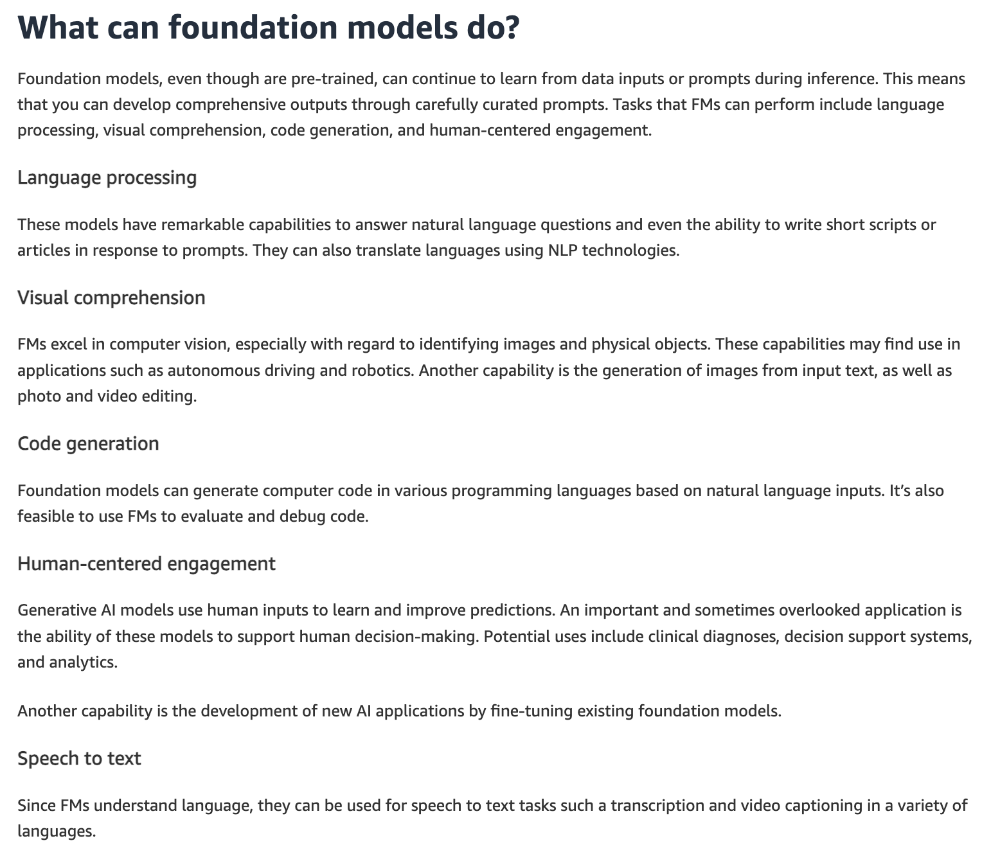 What can foundation models do?
Foundation models, even though are pre-trained, can continue to learn from data inputs or prompts during inference. This means
that you can develop comprehensive outputs through carefully curated prompts. Tasks that FMs can perform include language
processing, visual comprehension, code generation, and human-centered engagement.
Language processing
These models have remarkable capabilities to answer natural language questions and even the ability to write short scripts or
articles in response to prompts. They can also translate languages using NLP technologies.
Visual comprehension
FMs excel in computer vision, especially with regard to identifying images and physical objects. These capabilities may find use in
applications such as autonomous driving and robotics. Another capability is the generation of images from input text, as well as
photo and video editing.
Code generation
Foundation models can generate computer code in various programming languages based on natural language inputs. It’s also
feasible to use FMs to evaluate and debug code.
Human-centered engagement
Generative AI models use human inputs to learn and improve predictions. An important and sometimes overlooked application is
the ability of these models to support human decision-making. Potential uses include clinical diagnoses, decision support systems,
and analytics.
Another capability is the development of new AI applications by fine-tuning existing foundation models.
Speech to text
Since FMs understand language, they can be used for speech to text tasks such a transcription and video captioning in a variety of
languages.